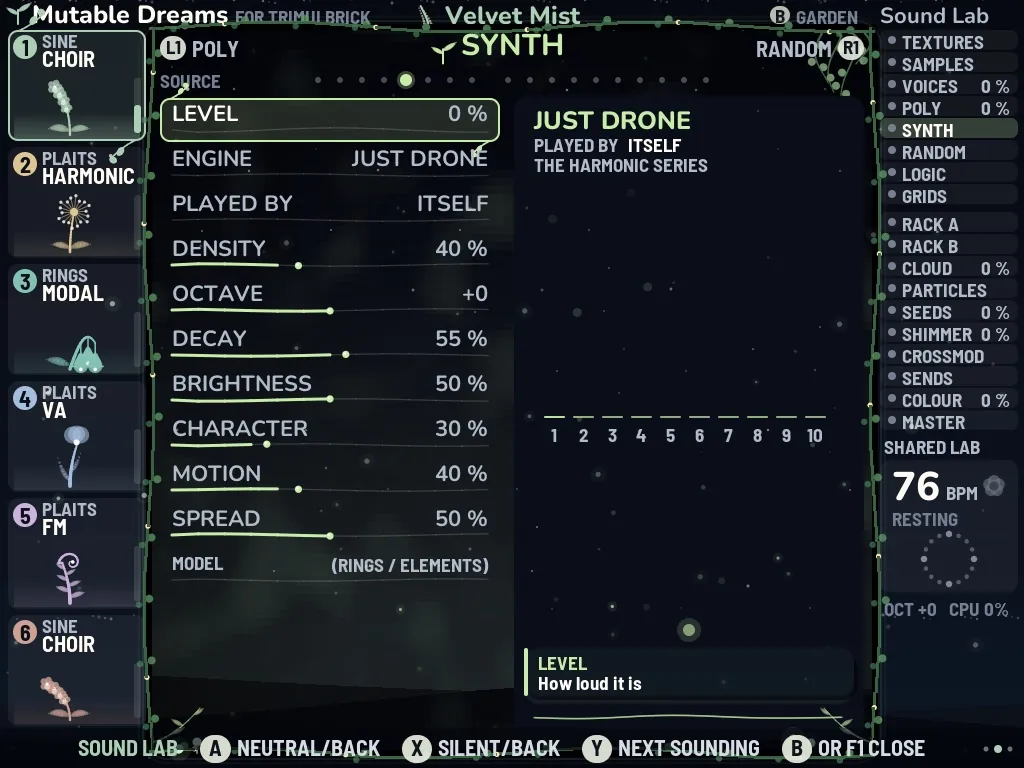 Mutable Dreams FOR TRIMUI BRICK
Velvet Mist
B GARDEN
Sound Lab
1 SINE
CHOIR
2 PLAITS
HARMONIC
3 RINGS
MODAL
4 PLAITS
VA
5 PLAITS
FM
6 SINE
CHOIR
L1 POLY
SYNTH
RANDOM R1
SOURCE
LEVEL 0 %
ENGINE JUST DRONE
PLAYED BY ITSELF
DENSITY 40 %
OCTAVE +0
DECAY 55 %
BRIGHTNESS 50 %
CHARACTER 30 %
MOTION 40 %
SPREAD 50 %
MODEL (RINGS / ELEMENTS)
JUST DRONE
PLAYED BY ITSELF
THE HARMONIC SERIES
1 2 3 4 5 6 7 8 9 10
LEVEL
How loud it is
TEXTURES
SAMPLES
VOICES 0 %
POLY 0 %
SYNTH
RANDOM
LOGIC
GRIDS
RACK A
RACK B
CLOUD 0 %
PARTICLES
SEEDS 0 %
SHIMMER 0 %
CROSSMOD
SENDS
COLOUR 0 %
MASTER
SHARED LAB
76 BPM
RESTING
OCT +0 CPU 0%
SOUND LAB A NEUTRAL/BACK X SILENT/BACK Y NEXT SOUNDING B OR F1 CLOSE